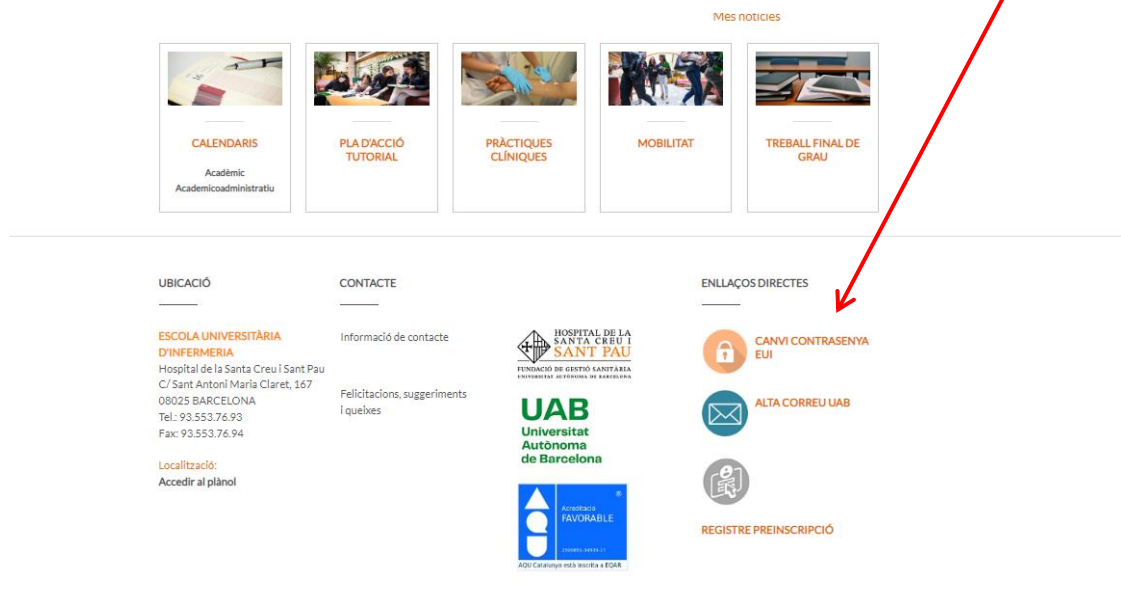 Mes notícies
CALENDARIS
Acadèmic
Academicoadministratiu
PLA D'ACCIÓ
TUTORIAL
PRÀCTIQUES
CLÍNIQUES
MOBILITAT
TREBALL FINAL DE
GRAU
UBICACIÓ
ESCOLA UNIVERSITÀRIA
D'INFERMERIA
Hospital de la Santa Creu i Sant Pau
C/ Sant Antoni Maria Claret, 167
08025 BARCELONA
Tel.: 93.553.76.93
Fax: 93.553.76.94
Localització:
Accedir al plànol
CONTACTE
Informació de contacte
Felicitacions, suggeriments
i queixes
HOSPITAL DE LA
SANTA CREU I
SANT PAU
FUNDACIÓ DE GESTIÓ SANITÀRIA
UNIVERSITAT AUTÒNOMA DE BARCELONA
UAB
Universitat
Autònoma
de Barcelona
AQU
®
Acreditació
FAVORABLE
AQU Catalunya està inscrita a EQAR
ENLLAÇOS DIRECTES
CANVI CONTRASENYA
EUI
ALTA CORREU UAB
REGISTRE PREINSCRIPCIÓ